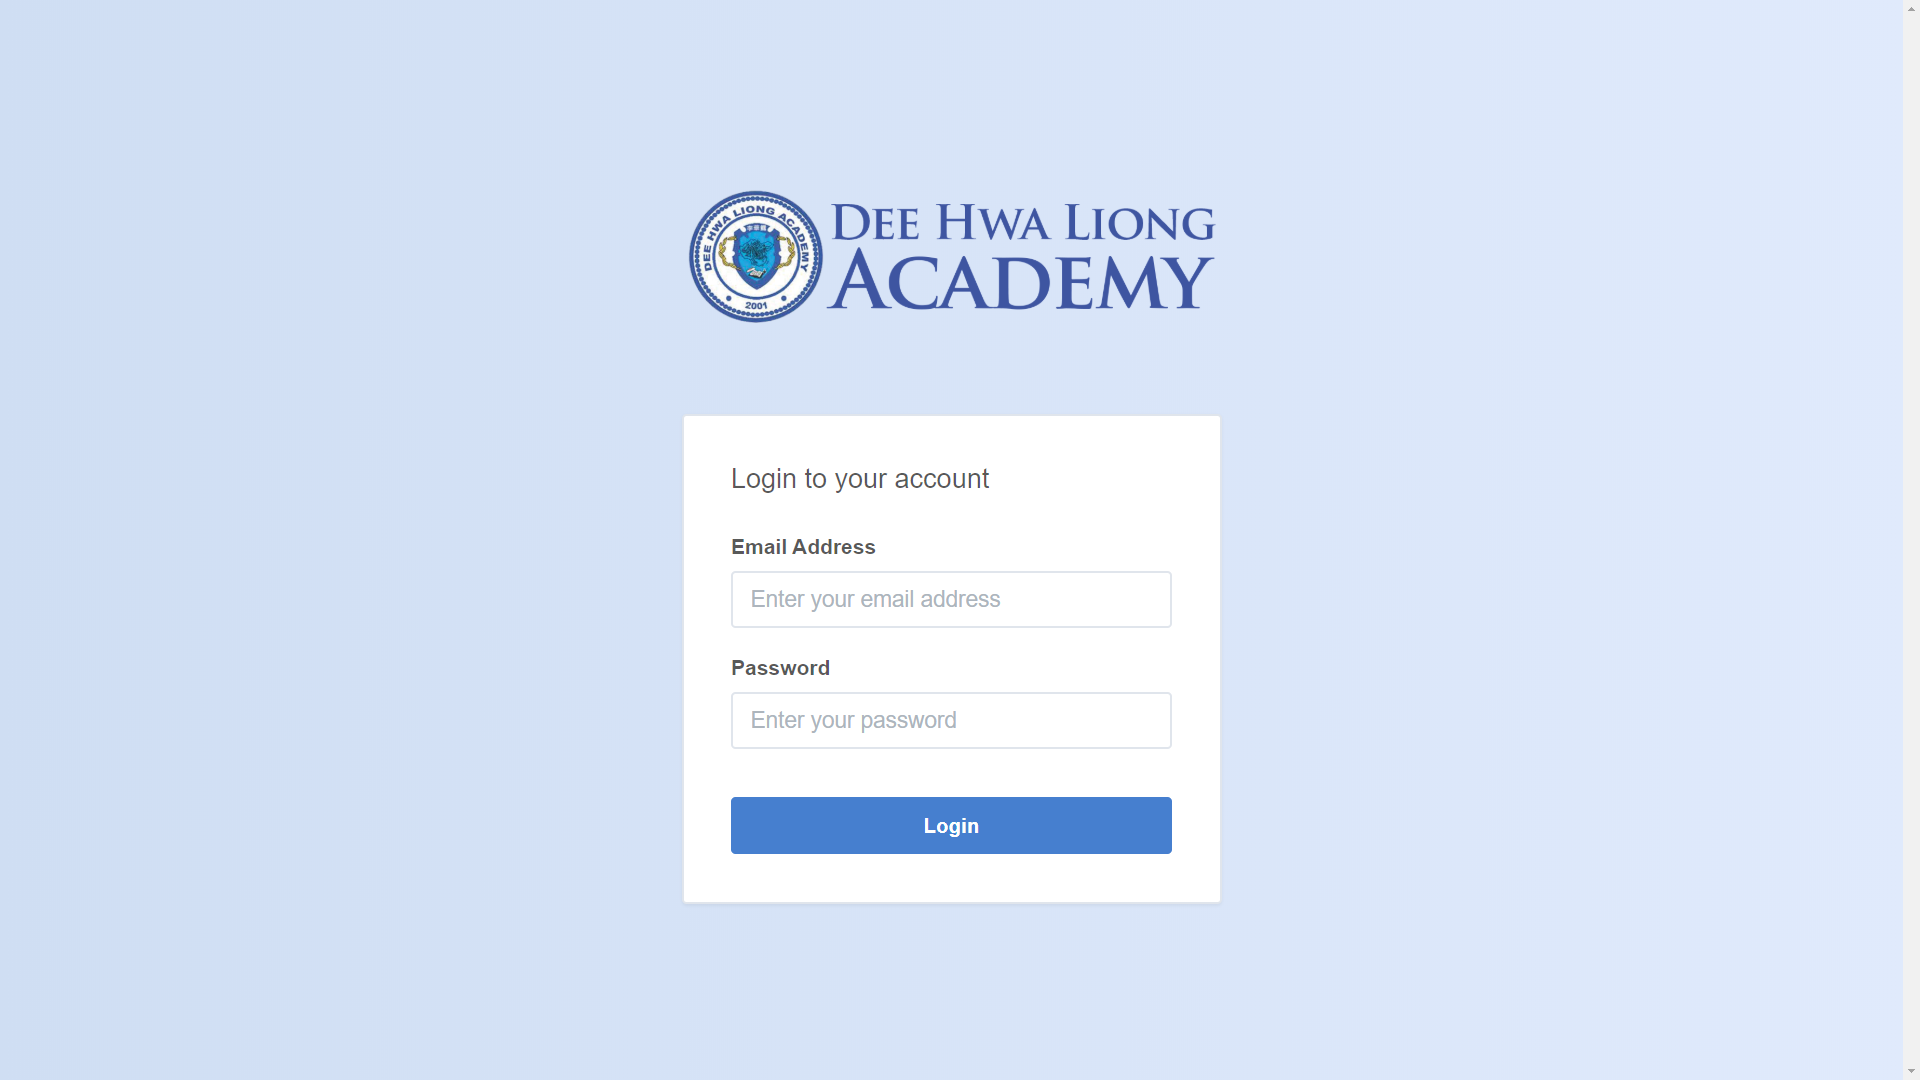 DEE HWA LIONG ACADEMY
2001
DEE HWA LIONG
ACADEMY
Login to your account
Email Address
Enter your email address
Password
Enter your password
Login